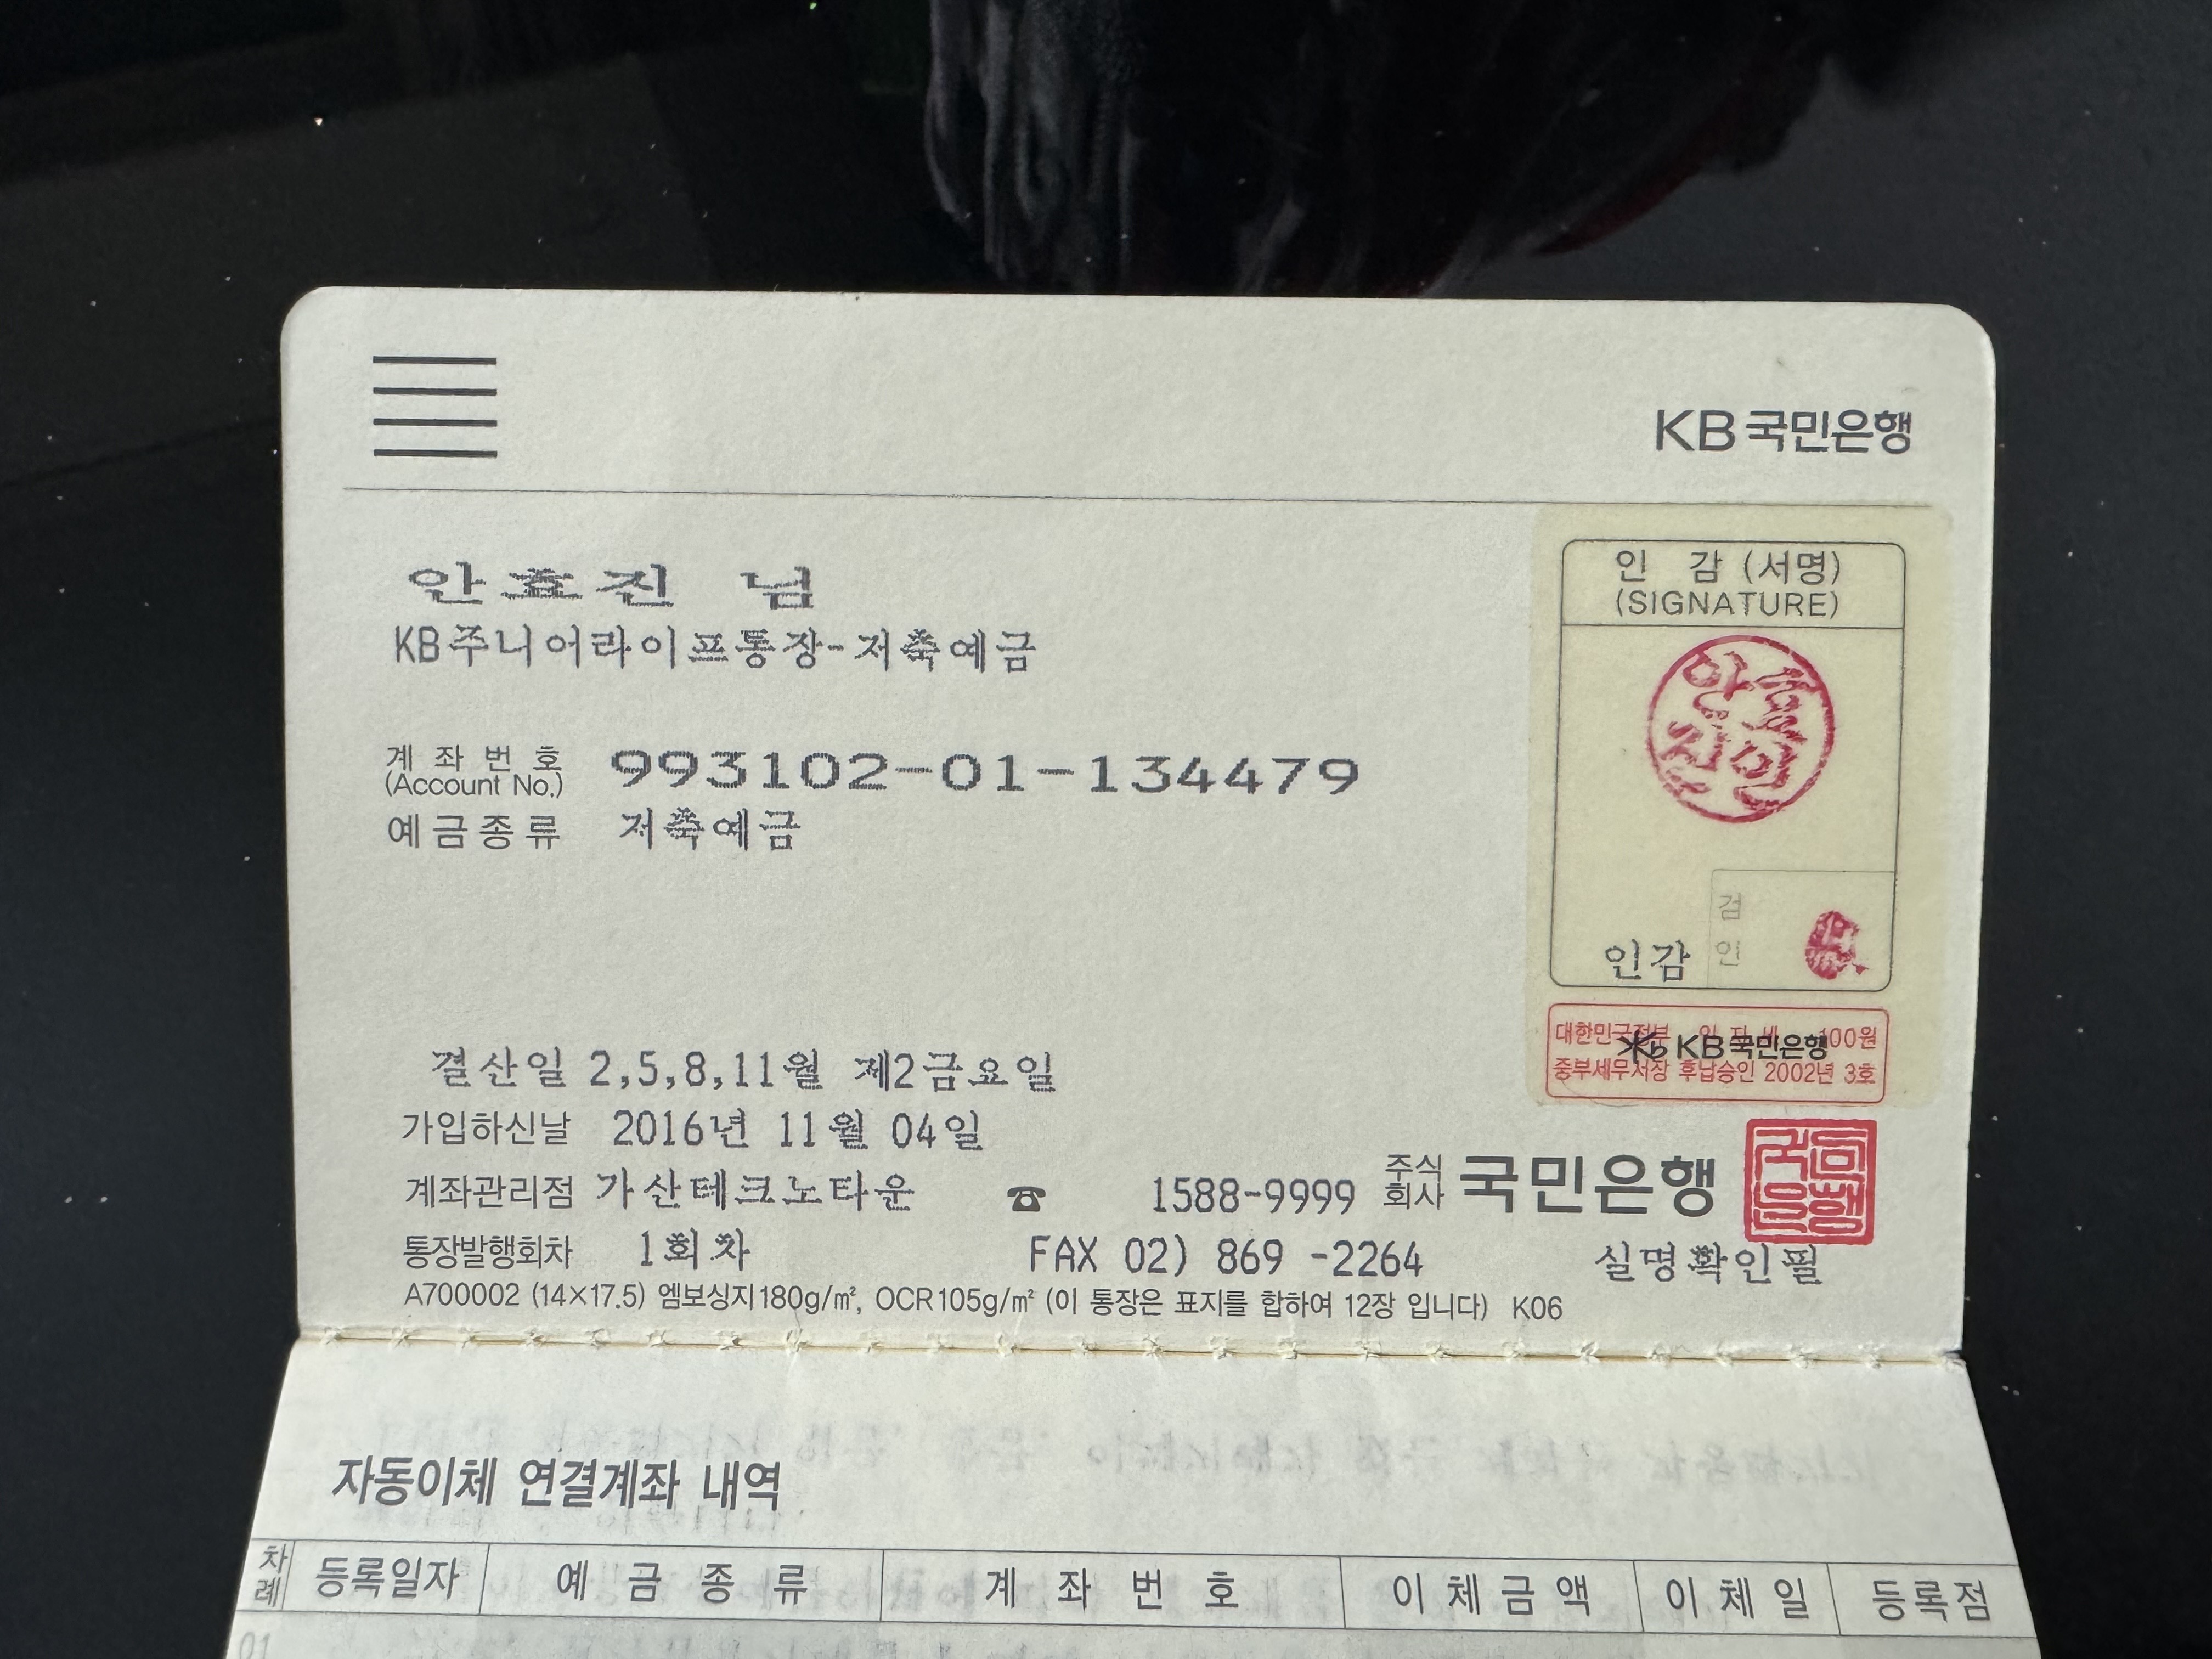 KB국민은행
안효진 님
KB주니어라이프통장-저축예금
인 감 (서명)
(SIGNATURE)
안효진인
계좌번호 993102-01-134479
(Account No.)
예금종류 저축예금
검인
인감
대한민국정부 인지세 100원
KB국민은행
중부세무서장 후납승인 2002년 3호
결산일 2,5,8,11월 제2금요일
가입하신날 2016년 11월 04일
계좌관리점 가산테크노타운 ☎ 1588-9999 주식회사 국민은행
국민은행
통장발행회차 1회차 FAX 02) 869 -2264 실명확인필
A700002 (14×17.5) 엠보싱지180g/㎡, OCR105g/㎡ (이 통장은 표지를 합하여 12장 입니다) K06
자동이체 연결계좌 내역
차례 등록일자 예금종류 계좌번호 이체금액 이체일 등록점
01